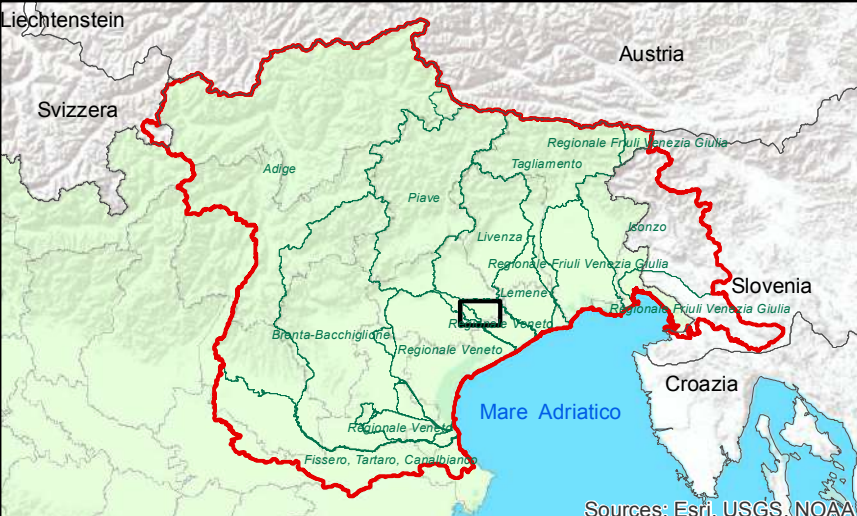 Liechtenstein
Austria
Svizzera
Regionale Friuli Venezia Giulia
Tagliamento
Adige
Piave
Isonzo
Livenza
Regionale Friuli Venezia Giulia
Slovenia
Lemene
Regionale Friuli Venezia Giulia
Regionale Veneto
Brenta-Bacchiglione
Regionale Veneto
Croazia
Mare Adriatico
Regionale Veneto
Fissero, Tartaro, Canalbianco
Sources: Esri, USGS, NOAA